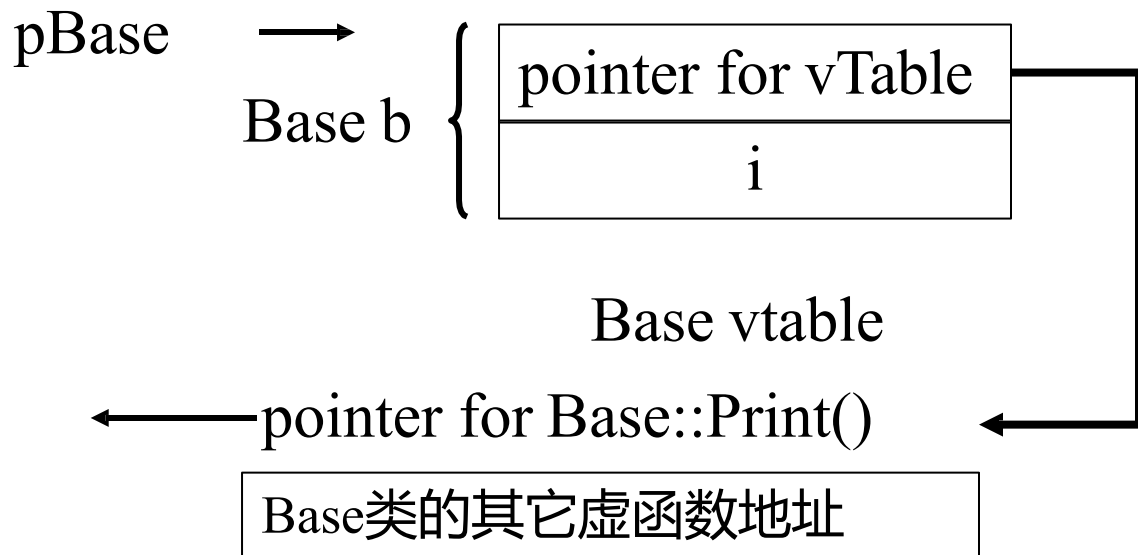 pBase
pointer for vTable
Base b
i
Base vtable
pointer for Base::Print()
Base类的其它虚函数地址